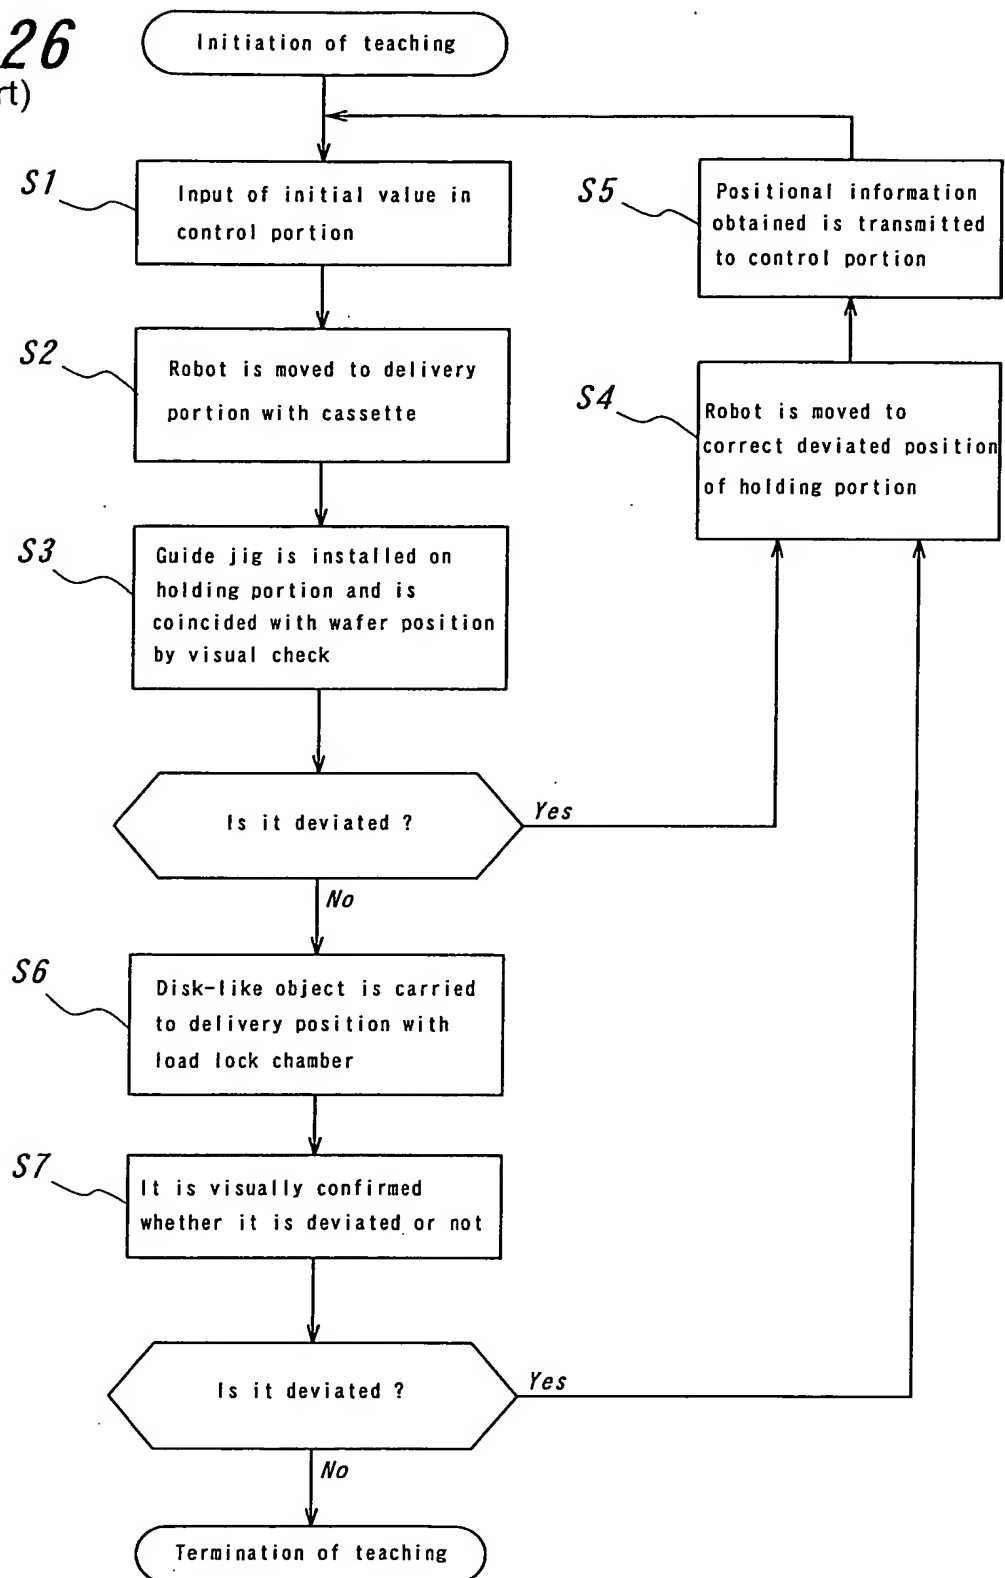 26
rt)
Initiation of teaching
S1
Input of initial value in
control portion
S5
Positional information
obtained is transmitted
to control portion
S2
Robot is moved to delivery
portion with cassette
S4
Robot is moved to
correct deviated position
of holding portion
S3
Guide jig is installed on
holding portion and is
coincided with wafer position
by visual check
Is it deviated ?
Yes
No
S6
Disk-like object is carried
to delivery position with
load lock chamber
S7
It is visually confirmed
whether it is deviated or not
Is it deviated ?
Yes
No
Termination of teaching